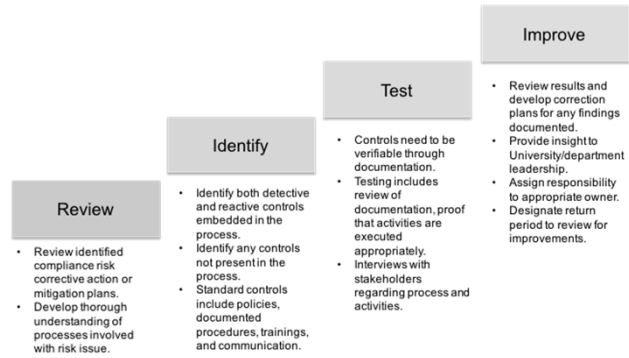 Review
• Review identified
compliance risk
corrective action or
mitigation plans.
• Develop thorough
understanding of
processes involved
with risk issue.
Identify
• Identify both detective
and reactive controls
embedded in the
process.
• Identify any controls
not present in the
process.
• Standard controls
include policies,
documented
procedures, trainings,
and communication.
Test
• Controls need to be
verifiable through
documentation.
• Testing includes
review of
documentation, proof
that activities are
executed
appropriately.
• Interviews with
stakeholders
regarding process and
activities.
Improve
• Review results and
develop correction
plans for any findings
documented.
• Provide insight to
University/department
leadership.
• Assign responsibility
to appropriate owner.
• Designate return
period to review for
improvements.